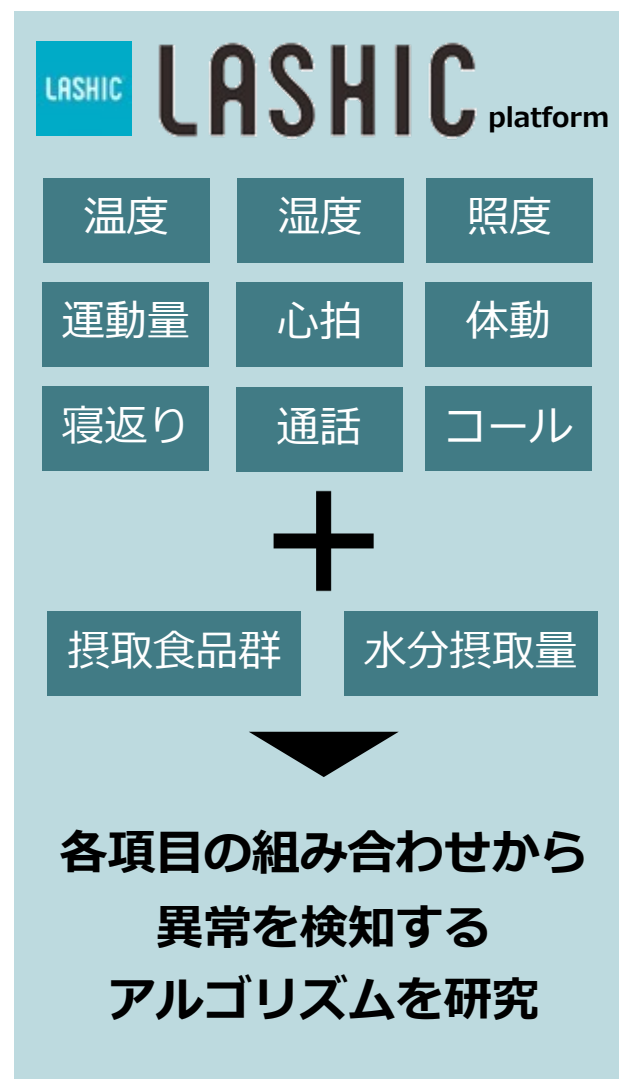 LASHIC LASHIC platform
温度 湿度 照度
運動量 心拍 体動
寝返り 通話 コール
+
摂取食品群 水分摂取量
各項目の組み合わせから
異常を検知する
アルゴリズムを研究